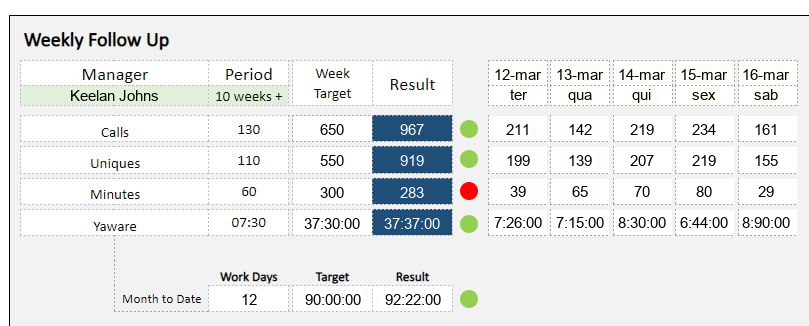 Weekly Follow Up
Manager Period Week Target Result 12-mar 13-mar 14-mar 15-mar 16-mar
Keelan Johns 10 weeks + ter qua qui sex sab
Calls 130 650 967 211 142 219 234 161
Uniques 110 550 919 199 139 207 219 155
Minutes 60 300 283 39 65 70 80 29
Yaware 07:30 37:30:00 37:37:00 7:26:00 7:15:00 8:30:00 6:44:00 8:90:00
Work Days Target Result
Month to Date 12 90:00:00 92:22:00